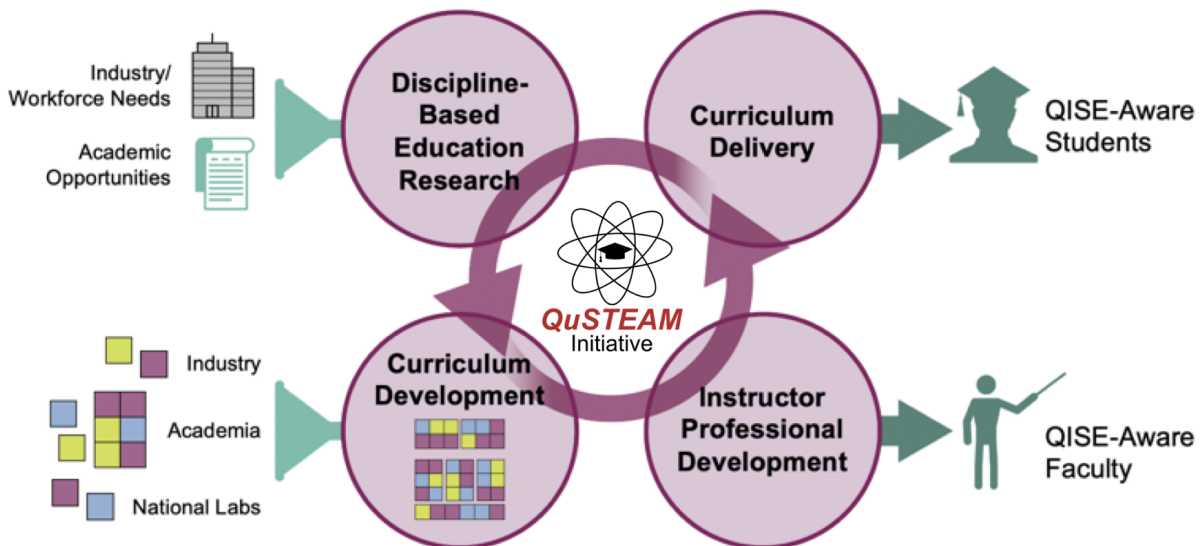 Industry/
Workforce Needs
Academic
Opportunities
Discipline-
Based
Education
Research
Curriculum
Delivery
QISE-Aware
Students
QuSTEAM
Initiative
Industry
Academia
National Labs
Curriculum
Development
Instructor
Professional
Development
QISE-Aware
Faculty